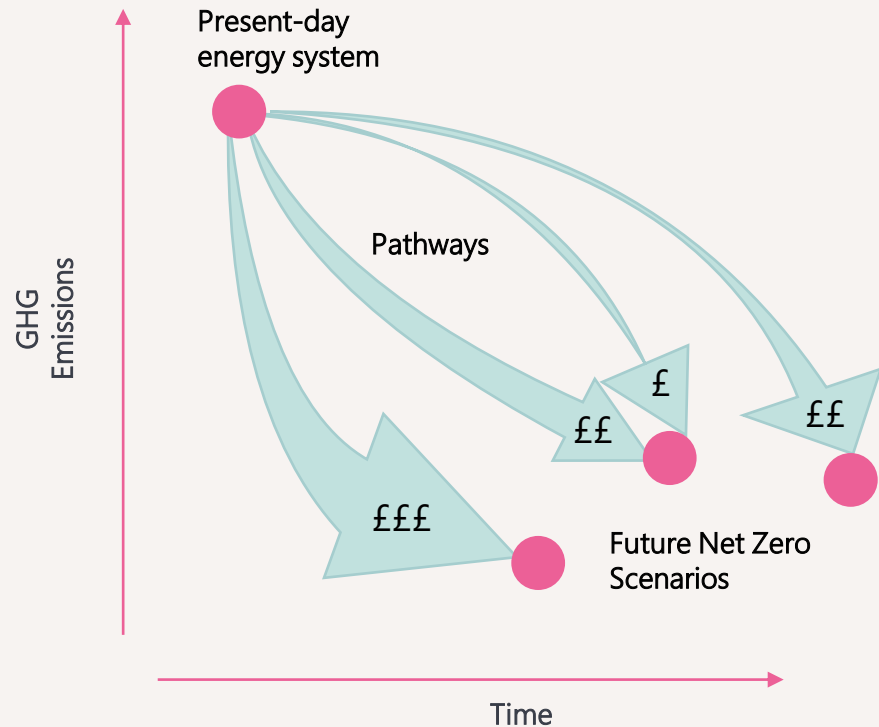 Present-day
energy system
Pathways
GHG
Emissions
£
££
££
£££
Future Net Zero
Scenarios
Time